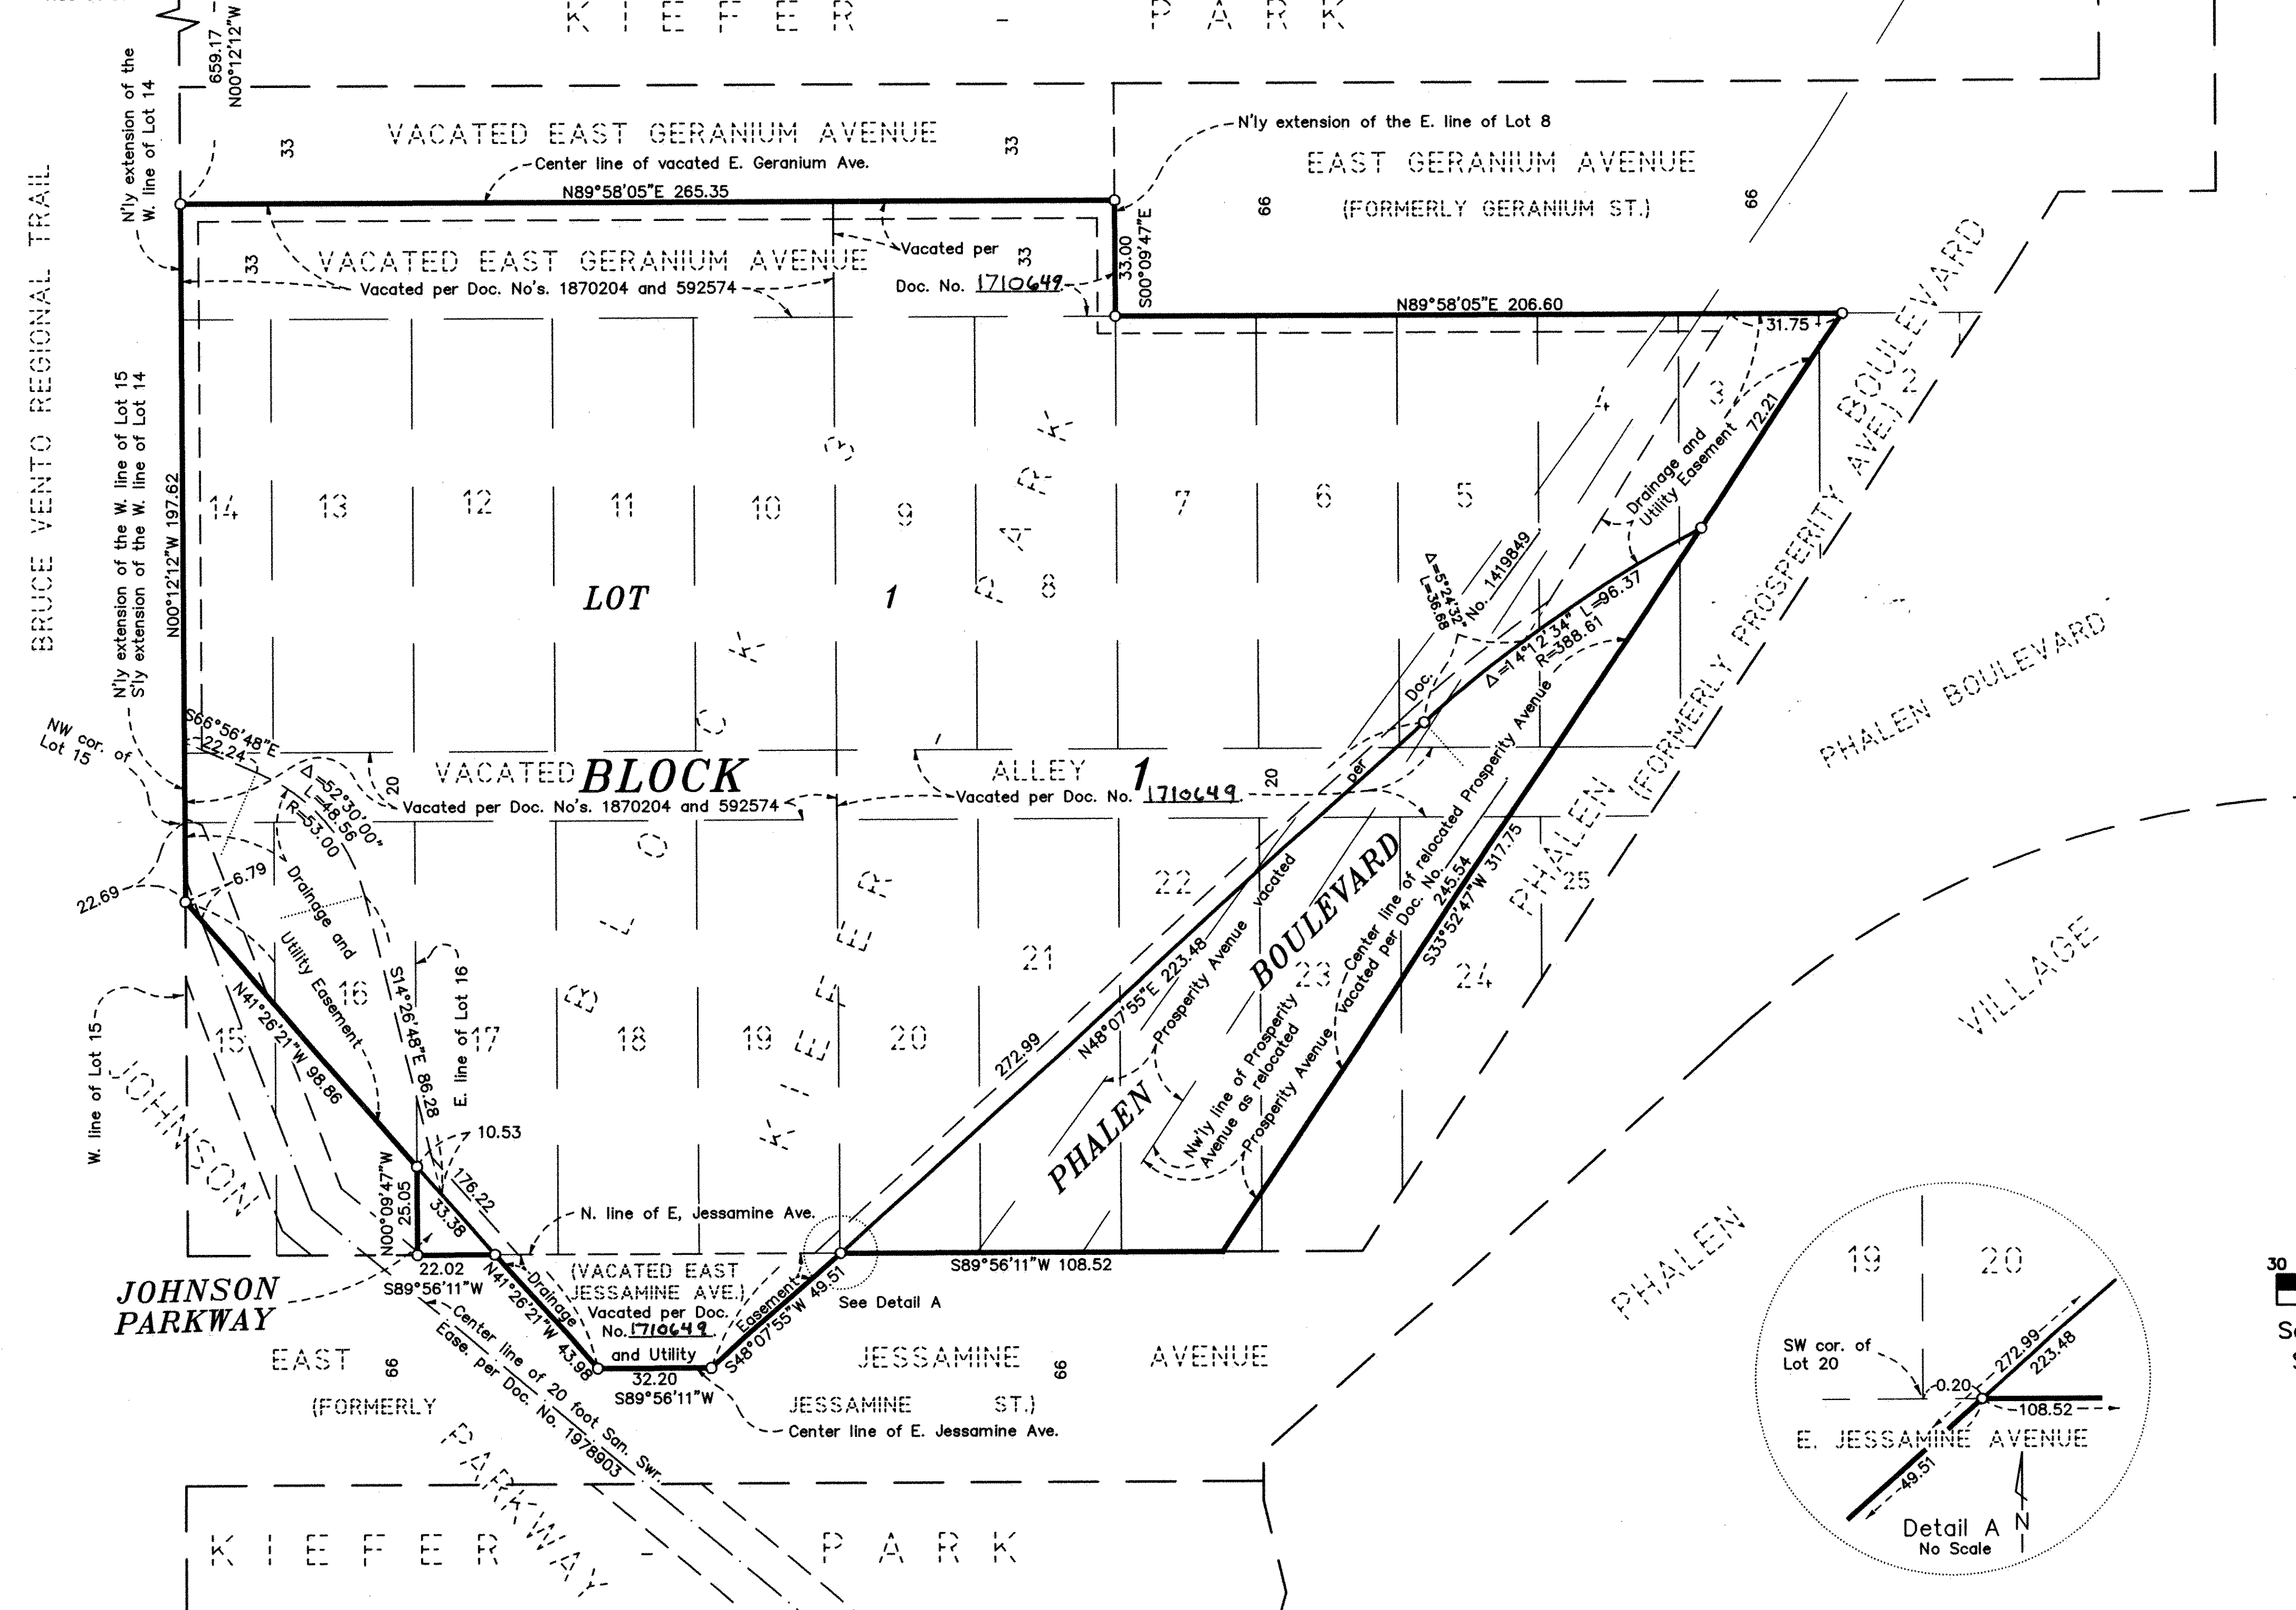 KIEFER - PARK
659.17
N00°12'12"W
N'ly extension of the
W. line of Lot 14
33
VACATED EAST GERANIUM AVENUE
33
Center line of vacated E. Geranium Ave.
N89°58'05"E 265.35
N'ly extension of the E. line of Lot 8
EAST GERANIUM AVENUE
66
(FORMERLY GERANIUM ST.)
66
BRUCE VENTO REGIONAL TRAIL
33
VACATED EAST GERANIUM AVENUE
33
Vacated per
Doc. No. 1710649
Vacated per Doc. No's. 1870204 and 592574
33.00
S00°09'47"E
N89°58'05"E 206.60
31.75
BOULEVARD
2
3
4
72.21
Drainage and
Utility Easement
N'ly extension of the W. line of Lot 15
S'ly extension of the W. line of Lot 14
N00°12'12"W 197.62
14
13
12
11
10
9
8
7
6
5
LOT 1
BLOCK 3
KIEFER PARK
Δ=5°24'32"
L=36.68
Doc. No. 1419849
Δ=14°12'34" L=96.37
R=388.61
PHALEN
(FORMERLY PROSPERITY AVE)
PHALEN BOULEVARD
NW cor. of
Lot 15
S66°56'48"E
22.24
Δ=52°30'00"
L=48.56
R=53.00
20
VACATED
BLOCK 1
ALLEY
20
Vacated per Doc. No's. 1870204 and 592574
Vacated per Doc. No. 1710649
22.69
6.79
Drainage and
Utility Easement
N41°26'21"W 98.86
S14°26'48"E 86.28
E. line of Lot 16
W. line of Lot 15
15
16
17
18
19
20
21
22
23
24
25
272.99
N48°07'55"E 223.48
Prosperity Avenue vacated per
PHALEN BOULEVARD
Nw'ly line of Prosperity
Avenue as relocated
Prosperity Avenue vacated per Doc. No.
Center line of relocated Prosperity Avenue
245.54
S33°52'47"W 317.75
PHALEN VILLAGE
JOHNSON
10.53
176.22
33.38
N00°09'47"W
25.05
22.02
S89°56'11"W
N. line of E, Jessamine Ave.
(VACATED EAST
JESSAMINE AVE.)
Vacated per Doc.
No. 1710649
Drainage
and Utility
Easement
N41°26'21"W 43.98
32.20
S89°56'11"W
S48°07'55"W 49.51
See Detail A
S89°56'11"W 108.52
JOHNSON
PARKWAY
Center line of 20 foot San. Swr.
Ease. per Doc. No. 1978903
EAST
66
JESSAMINE
66
AVENUE
(FORMERLY
JESSAMINE ST.)
Center line of E. Jessamine Ave.
PARKWAY
KIEFER - PARK
19
20
SW cor. of
Lot 20
272.99
223.48
0.20
108.52
E. JESSAMINE AVENUE
49.51
Detail A
No Scale
N
30